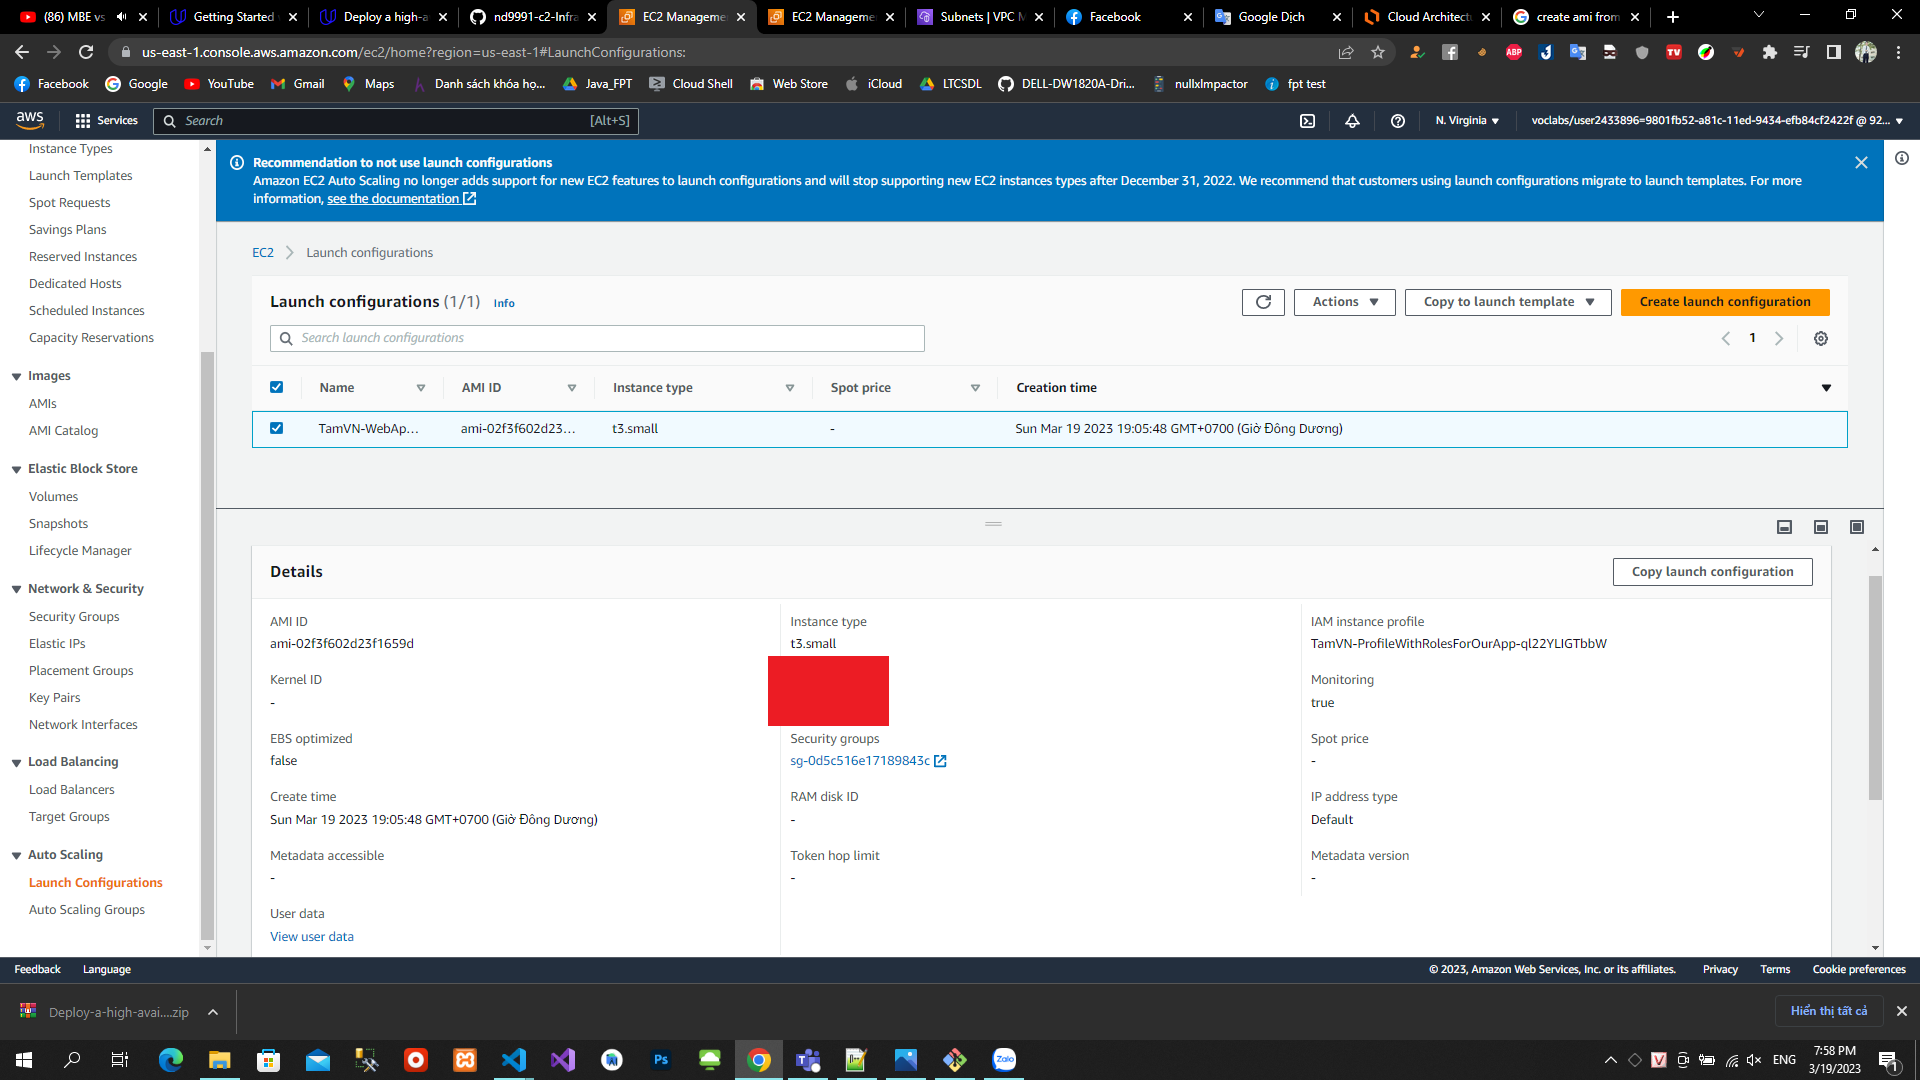 (86) MBE vs
Getting Started
Deploy a high-a
nd9991-c2-Infra
EC2 Manageme
EC2 Manageme
Subnets | VPC M
Facebook
Google Dịch
Cloud Architect
create ami from
us-east-1.console.aws.amazon.com/ec2/home?region=us-east-1#LaunchConfigurations:
Facebook
Google
YouTube
Gmail
Maps
Danh sách khóa họ...
Java_FPT
Cloud Shell
Web Store
iCloud
LTCSDL
DELL-DW1820A-Dri...
nullxImpactor
fpt test
aws
Services
Search
[Alt+S]
N. Virginia
voclabs/user2433896=9801fb52-a81c-11ed-9434-efb84cf2422f @ 92...
Instance Types
Launch Templates
Spot Requests
Savings Plans
Reserved Instances
Dedicated Hosts
Scheduled Instances
Capacity Reservations
Images
AMIs
AMI Catalog
Elastic Block Store
Volumes
Snapshots
Lifecycle Manager
Network & Security
Security Groups
Elastic IPs
Placement Groups
Key Pairs
Network Interfaces
Load Balancing
Load Balancers
Target Groups
Auto Scaling
Launch Configurations
Auto Scaling Groups
Recommendation to not use launch configurations
Amazon EC2 Auto Scaling no longer adds support for new EC2 features to launch configurations and will stop supporting new EC2 instances types after December 31, 2022. We recommend that customers using launch configurations migrate to launch templates. For more
information, see the documentation
EC2
Launch configurations
Launch configurations (1/1) Info
Actions
Copy to launch template
Create launch configuration
Search launch configurations
1
Name
AMI ID
Instance type
Spot price
Creation time
TamVN-WebAp...
ami-02f3f602d23...
t3.small
-
Sun Mar 19 2023 19:05:48 GMT+0700 (Giờ Đông Dương)
Details
Copy launch configuration
AMI ID
ami-02f3f602d23f1659d
Instance type
t3.small
IAM instance profile
TamVN-ProfileWithRolesForOurApp-ql22YLIGTbbW
Kernel ID
-
Monitoring
true
EBS optimized
false
Security groups
sg-0d5c516e17189843c
Spot price
-
Create time
Sun Mar 19 2023 19:05:48 GMT+0700 (Giờ Đông Dương)
RAM disk ID
-
IP address type
Default
Metadata accessible
-
Token hop limit
-
Metadata version
-
User data
View user data
Feedback
Language
© 2023, Amazon Web Services, Inc. or its affiliates.
Privacy
Terms
Cookie preferences
Deploy-a-high-avai....zip
Hiển thị tất cả
ENG
7:58 PM
3/19/2023